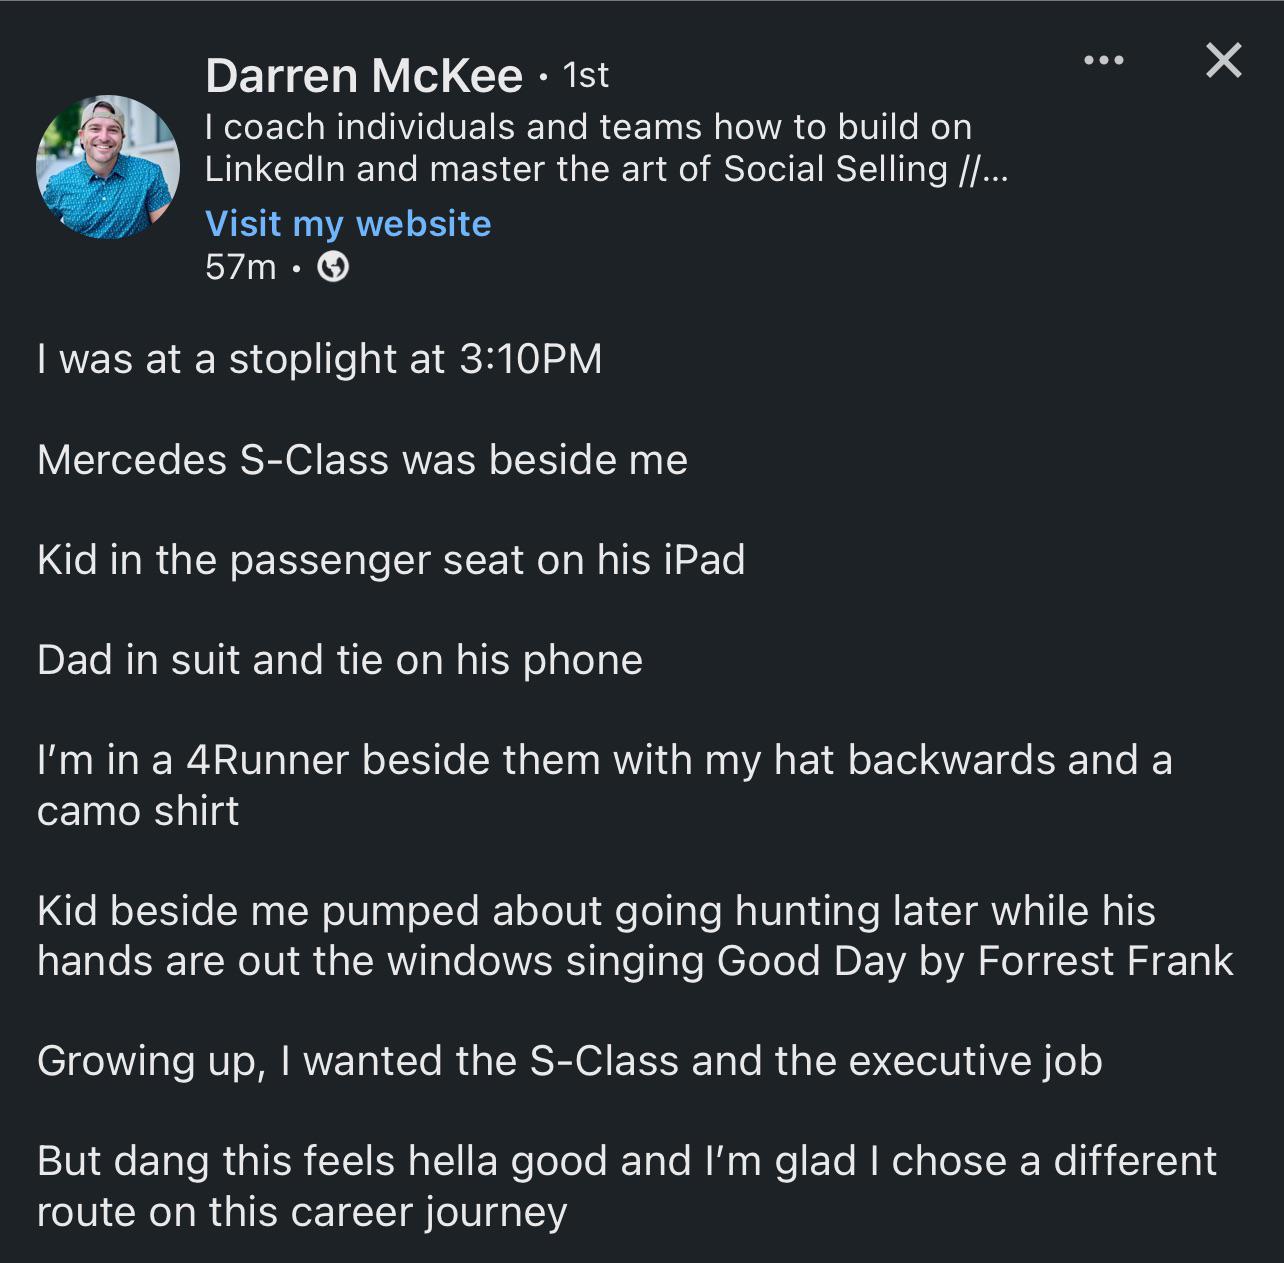 Darren McKee • 1st
I coach individuals and teams how to build on
LinkedIn and master the art of Social Selling //...
Visit my website
57m •
I was at a stoplight at 3:10PM
Mercedes S-Class was beside me
Kid in the passenger seat on his iPad
Dad in suit and tie on his phone
I’m in a 4Runner beside them with my hat backwards and a
camo shirt
Kid beside me pumped about going hunting later while his
hands are out the windows singing Good Day by Forrest Frank
Growing up, I wanted the S-Class and the executive job
But dang this feels hella good and I’m glad I chose a different
route on this career journey